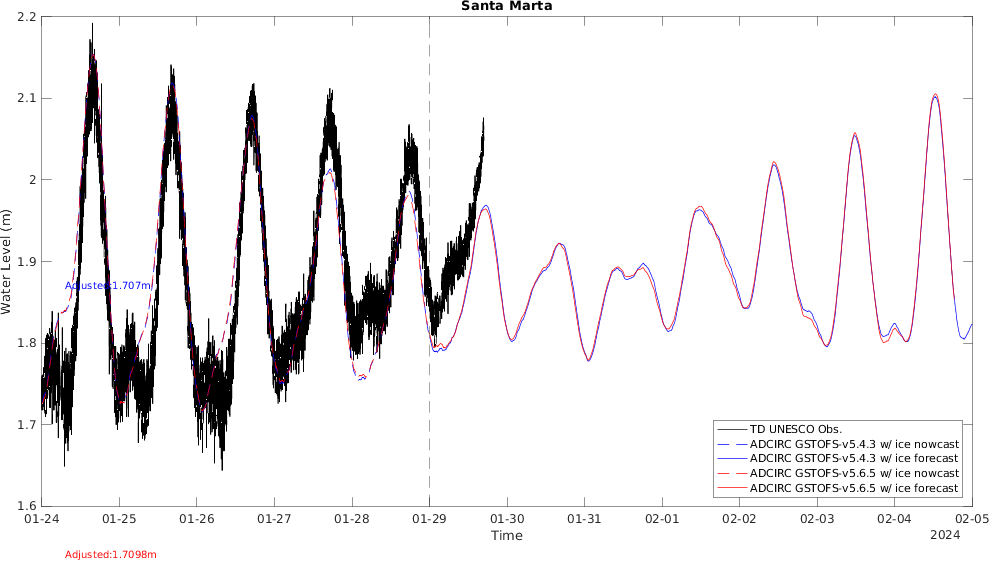 Santa Marta
2.2
2.1
2
1.9
1.8
1.7
1.6
Water Level (m)
Adjusted:1.707m
TD UNESCO Obs.
ADCIRC GSTOFS-v5.4.3 w/ ice nowcast
ADCIRC GSTOFS-v5.4.3 w/ ice forecast
ADCIRC GSTOFS-v5.6.5 w/ ice nowcast
ADCIRC GSTOFS-v5.6.5 w/ ice forecast
01-24 01-25 01-26 01-27 01-28 01-29 01-30 01-31 02-01 02-02 02-03 02-04 02-05
Time
2024
Adjusted:1.7098m